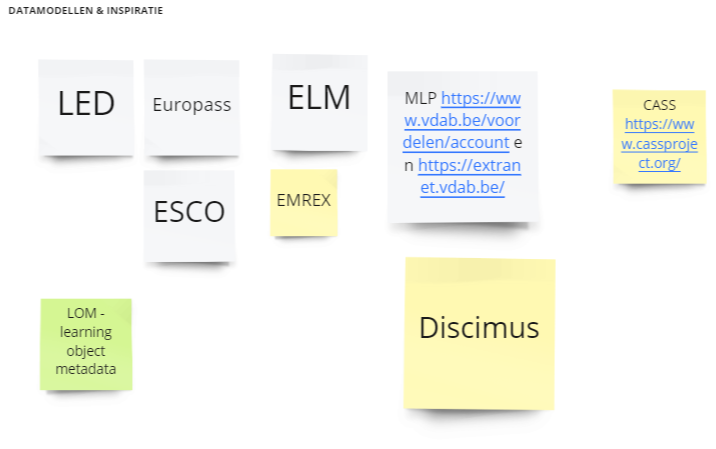 DATAMODELLEN & INSPIRATIE
LED
Europass
ELM
MLP https://ww
w.vdab.be/voor
delen/account e
n https://extran
et.vdab.be/
CASS
https://ww
w.cassproje
ct.org/
ESCO
EMREX
LOM -
learning
object
metadata
Discimus